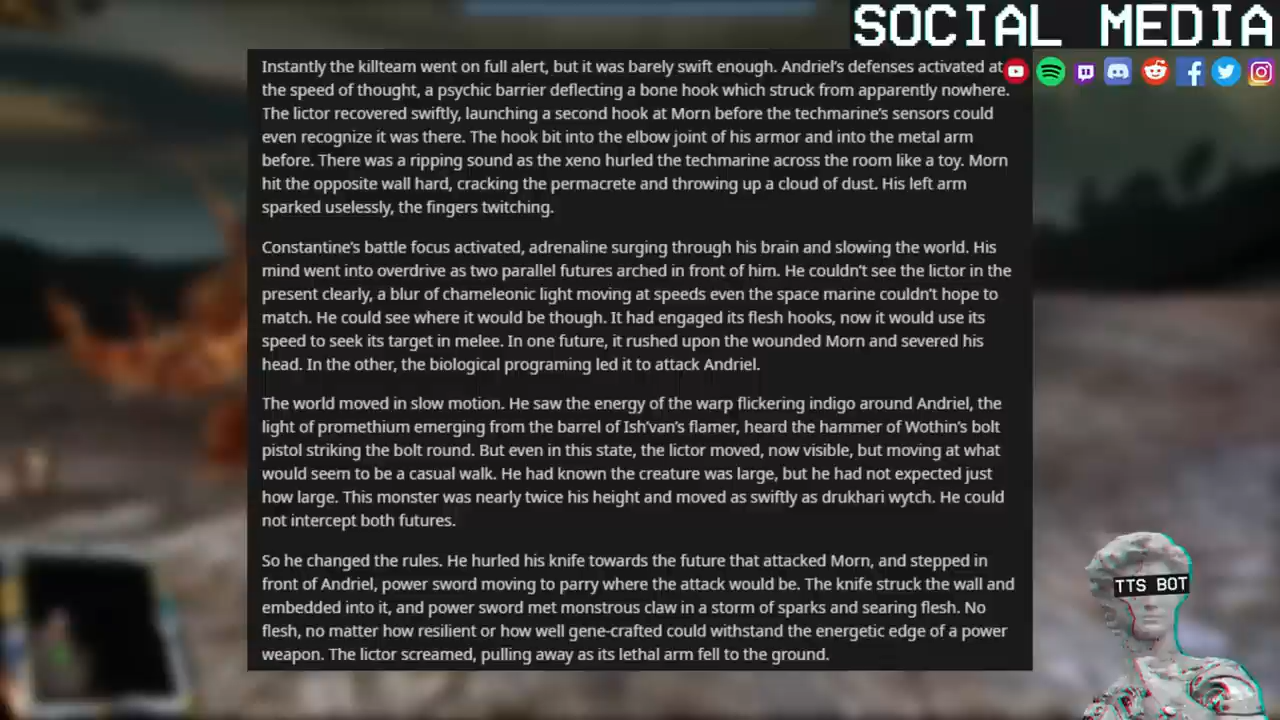 SOCIAL MEDIA
Instantly the killteam went on full alert, but it was barely swift enough. Andriel's defenses activated at
the speed of thought, a psychic barrier deflecting a bone hook which struck from apparently nowhere.
The lictor recovered swiftly, launching a second hook at Morn before the techmarine's sensors could
even recognize it was there. The hook bit into the elbow joint of his armor and into the metal arm
before. There was a ripping sound as the xeno hurled the techmarine across the room like a toy. Morn
hit the opposite wall hard, cracking the permacrete and throwing up a cloud of dust. His left arm
sparked uselessly, the fingers twitching.
Constantine's battle focus activated, adrenaline surging through his brain and slowing the world. His
mind went into overdrive as two parallel futures arched in front of him. He couldn't see the lictor in the
present clearly, a blur of chameleonic light moving at speeds even the space marine couldn't hope to
match. He could see where it would be though. It had engaged its flesh hooks, now it would use its
speed to seek its target in melee. In one future, it rushed upon the wounded Morn and severed his
head. In the other, the biological programing led it to attack Andriel.
The world moved in slow motion. He saw the energy of the warp flickering indigo around Andriel, the
light of promethium emerging from the barrel of Ish'van's flamer, heard the hammer of Wothin's bolt
pistol striking the bolt round. But even in this state, the lictor moved, now visible, but moving at what
would seem to be a casual walk. He had known the creature was large, but he had not expected just
how large. This monster was nearly twice his height and moved as swiftly as drukhari wytch. He could
not intercept both futures.
So he changed the rules. He hurled his knife towards the future that attacked Morn, and stepped in
front of Andriel, power sword moving to parry where the attack would be. The knife struck the wall and
embedded into it, and power sword met monstrous claw in a storm of sparks and searing flesh. No
flesh, no matter how resilient or how well gene-crafted could withstand the energetic edge of a power
weapon. The lictor screamed, pulling away as its lethal arm fell to the ground.
TTS BOT